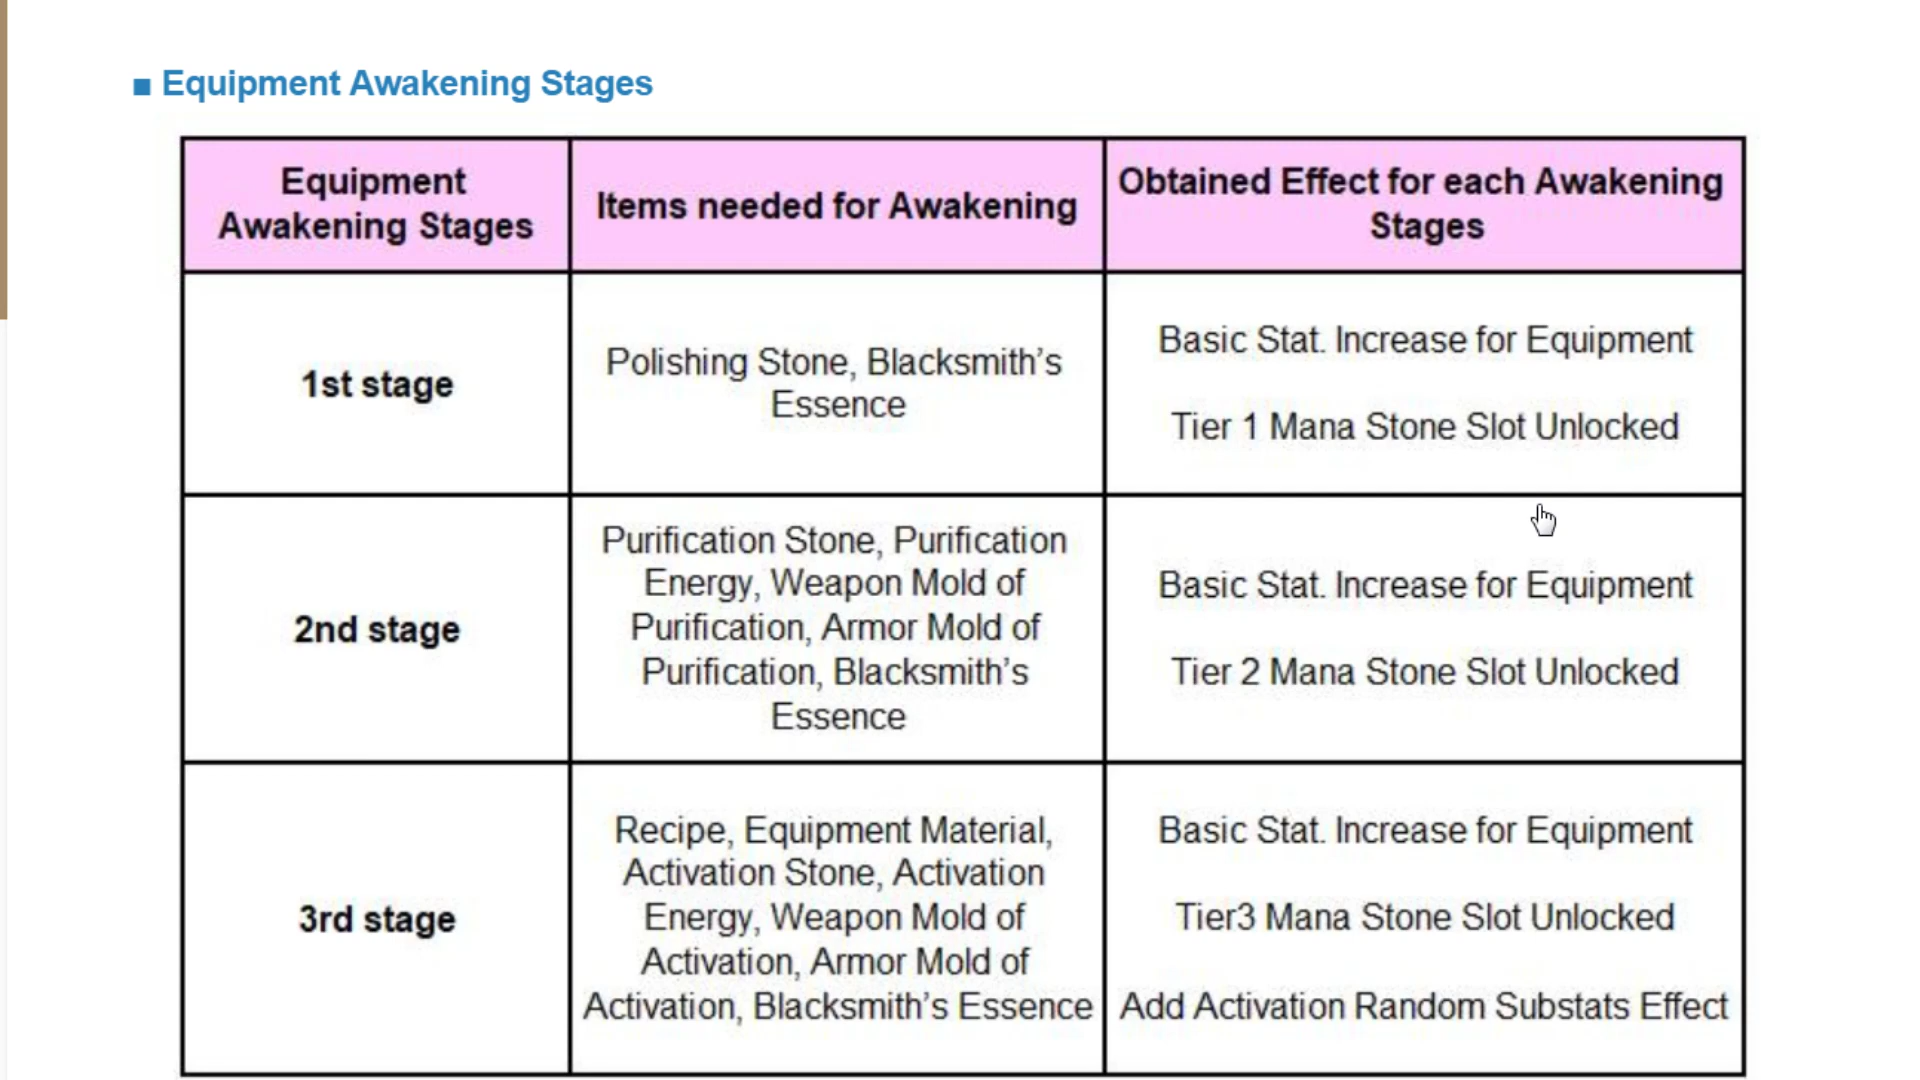 ■ Equipment Awakening Stages
Equipment
Awakening Stages
Items needed for Awakening
Obtained Effect for each Awakening
Stages
1st stage
Polishing Stone, Blacksmith’s
Essence
Basic Stat. Increase for Equipment
Tier 1 Mana Stone Slot Unlocked
2nd stage
Purification Stone, Purification
Energy, Weapon Mold of
Purification, Armor Mold of
Purification, Blacksmith’s
Essence
Basic Stat. Increase for Equipment
Tier 2 Mana Stone Slot Unlocked
3rd stage
Recipe, Equipment Material,
Activation Stone, Activation
Energy, Weapon Mold of
Activation, Armor Mold of
Activation, Blacksmith’s Essence
Basic Stat. Increase for Equipment
Tier3 Mana Stone Slot Unlocked
Add Activation Random Substats Effect